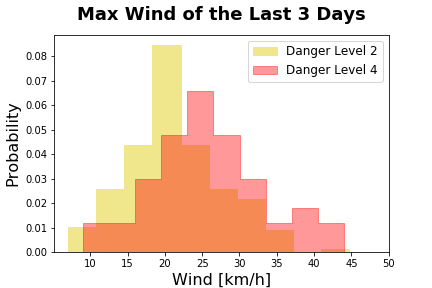 Max Wind of the Last 3 Days
Danger Level 2
Danger Level 4
Probability
0.08
0.07
0.06
0.05
0.04
0.03
0.02
0.01
0.00
10 15 20 25 30 35 40 45 50
Wind [km/h]